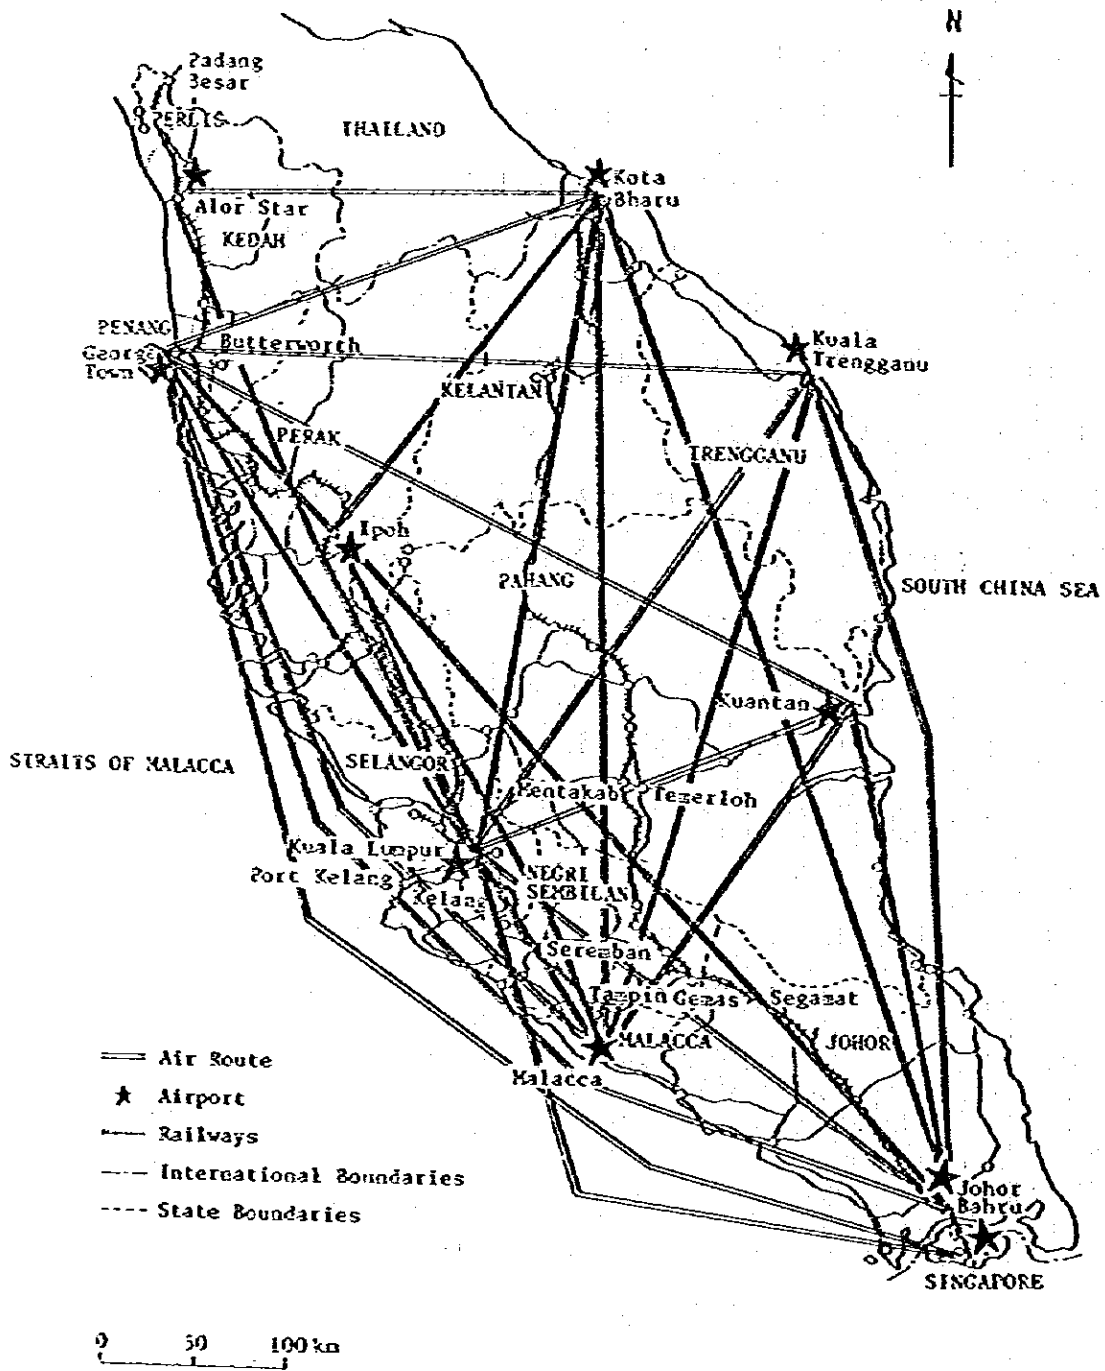 N
Padang
Besar
PERLIS
THAILAND
Kota
Bharu
Alor Star
KEDAH
PENANG
George
Town
Butterworth
Kuala
Trengganu
KELANTAN
PERAK
TRENGGANU
Ipoh
PAHANG
SOUTH CHINA SEA
Kuantan
STRAITS OF MALACCA
SELANGOR
Mentakab
Temerloh
Kuala Lumpur
Port Kelang
Kelang
NEGRI
SEMBILAN
Seremban
Tampin
Gemas
Segamat
MALACCA
JOHOR
Malacca
Air Route
Airport
Railways
International Boundaries
State Boundaries
Johor
Bahru
SINGAPORE
0 50 100 km